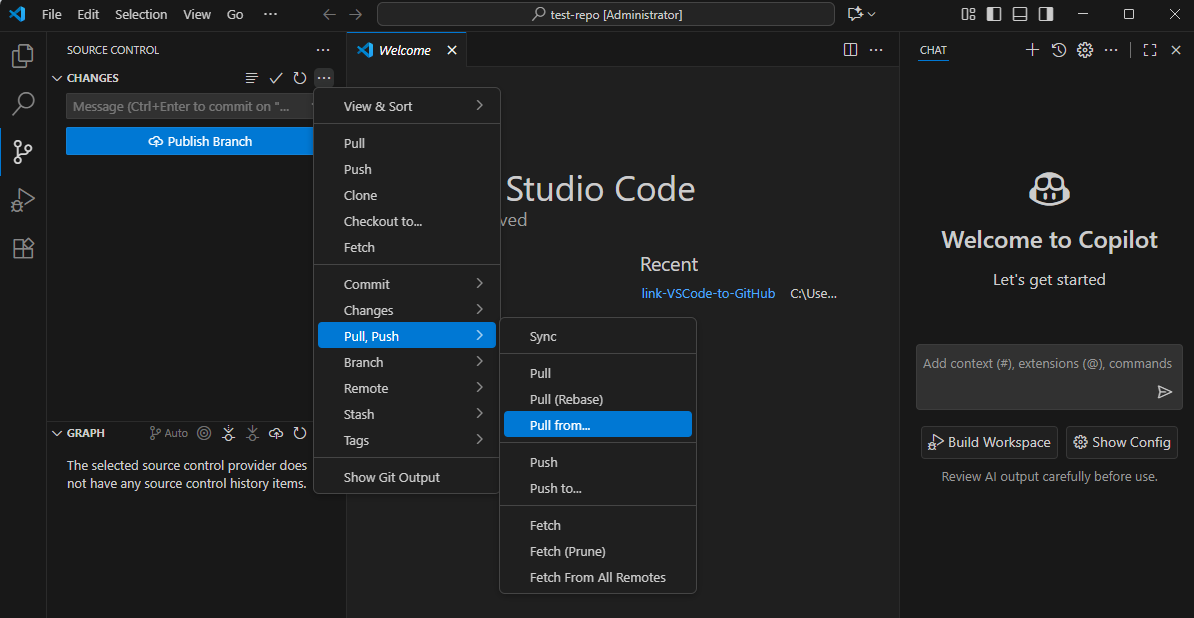 File Edit Selection View Go ···
test-repo [Administrator]
SOURCE CONTROL
CHANGES
Message (Ctrl+Enter to commit on "...
Publish Branch
GRAPH
Auto
The selected source control provider does
not have any source control history items.
View & Sort
Pull
Push
Clone
Checkout to...
Fetch
Commit
Changes
Pull, Push
Branch
Remote
Stash
Tags
Show Git Output
Sync
Pull
Pull (Rebase)
Pull from...
Push
Push to...
Fetch
Fetch (Prune)
Fetch From All Remotes
Welcome
Studio Code
ved
Recent
link-VSCode-to-GitHub C:\Use...
CHAT
Welcome to Copilot
Let's get started
Add context (#), extensions (@), commands
Build Workspace
Show Config
Review AI output carefully before use.